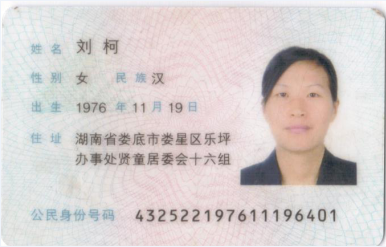 姓名 刘柯
性别 女 民族 汉
出生 1976 年 11 月 19 日
住址 湖南省娄底市娄星区乐坪
办事处贤童居委会十六组
公民身份号码 432522197611196401